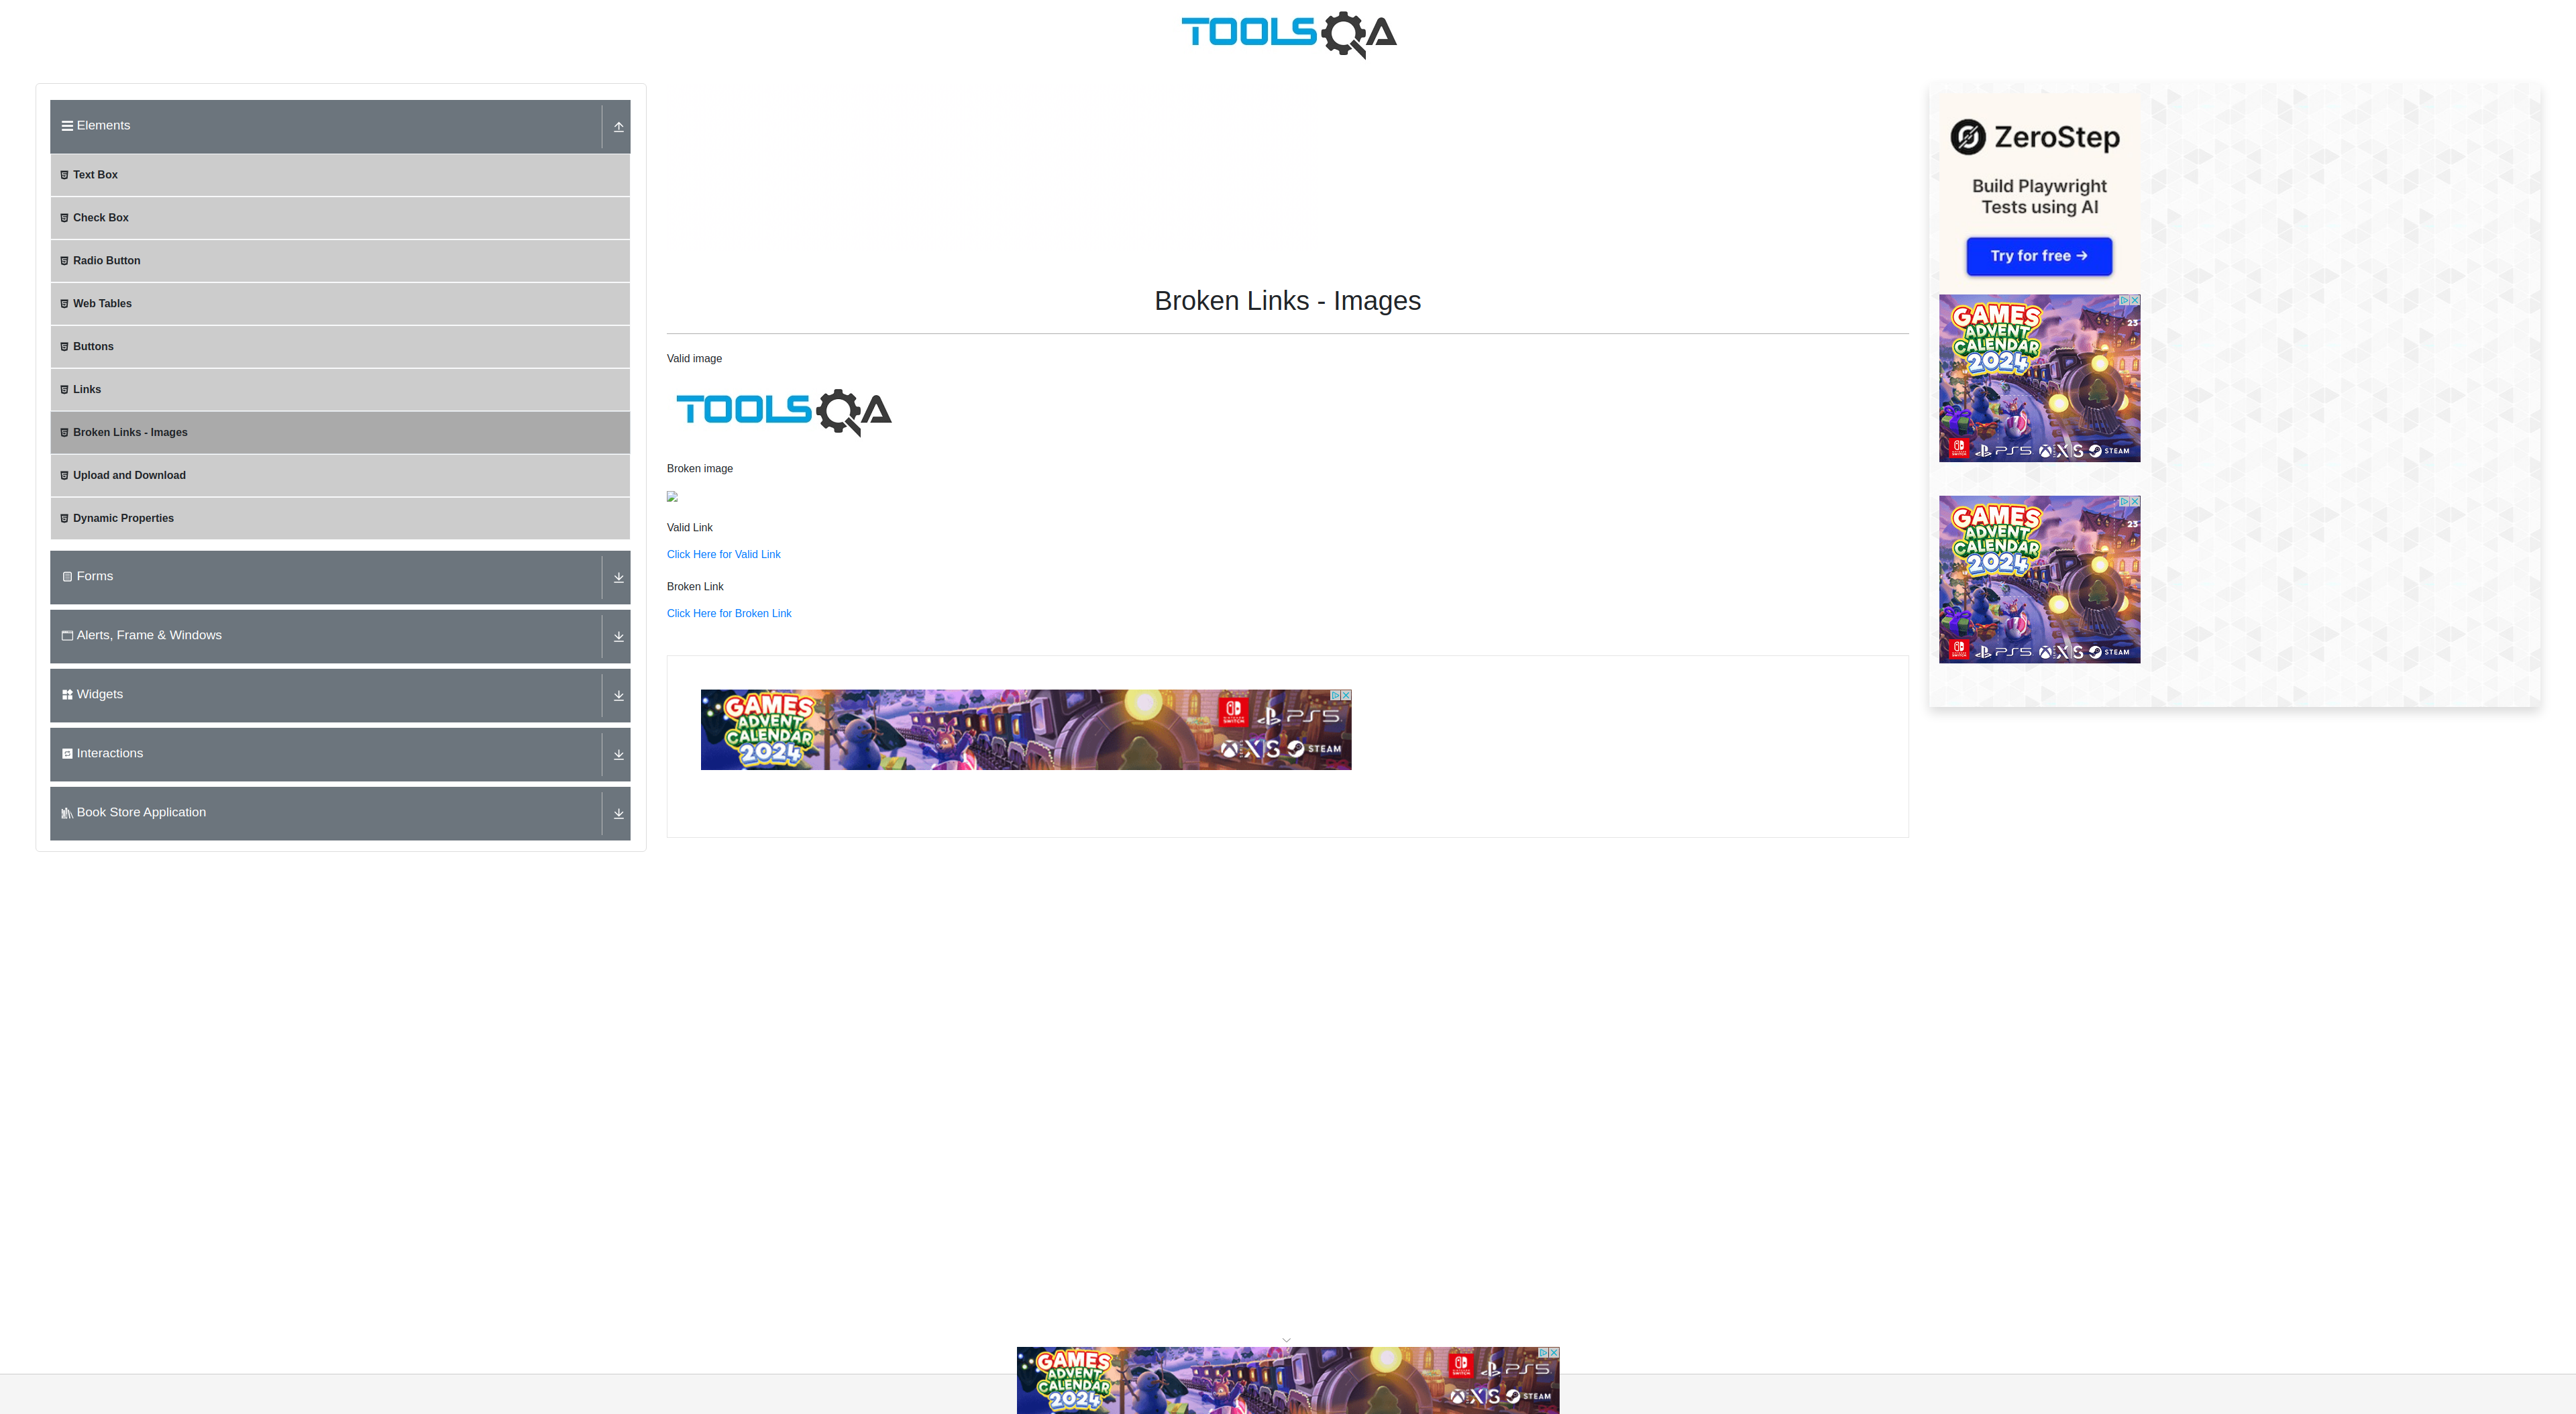 TOOLSQA
Elements
Text Box
Check Box
Radio Button
Web Tables
Buttons
Links
Broken Links - Images
Upload and Download
Dynamic Properties
Forms
Alerts, Frame & Windows
Widgets
Interactions
Book Store Application
Broken Links - Images
Valid image
TOOLSQA
Broken image
Valid Link
Click Here for Valid Link
Broken Link
Click Here for Broken Link
GAMES
ADVENT
CALENDAR
2024
PS5
XS
STEAM
ZeroStep
Build Playwright
Tests using AI
Try for free →
GAMES
ADVENT
CALENDAR
2024
23
PS5
XS
STEAM
GAMES
ADVENT
CALENDAR
2024
23
PS5
XS
STEAM
GAMES
ADVENT
CALENDAR
2024
PS5
XS
STEAM